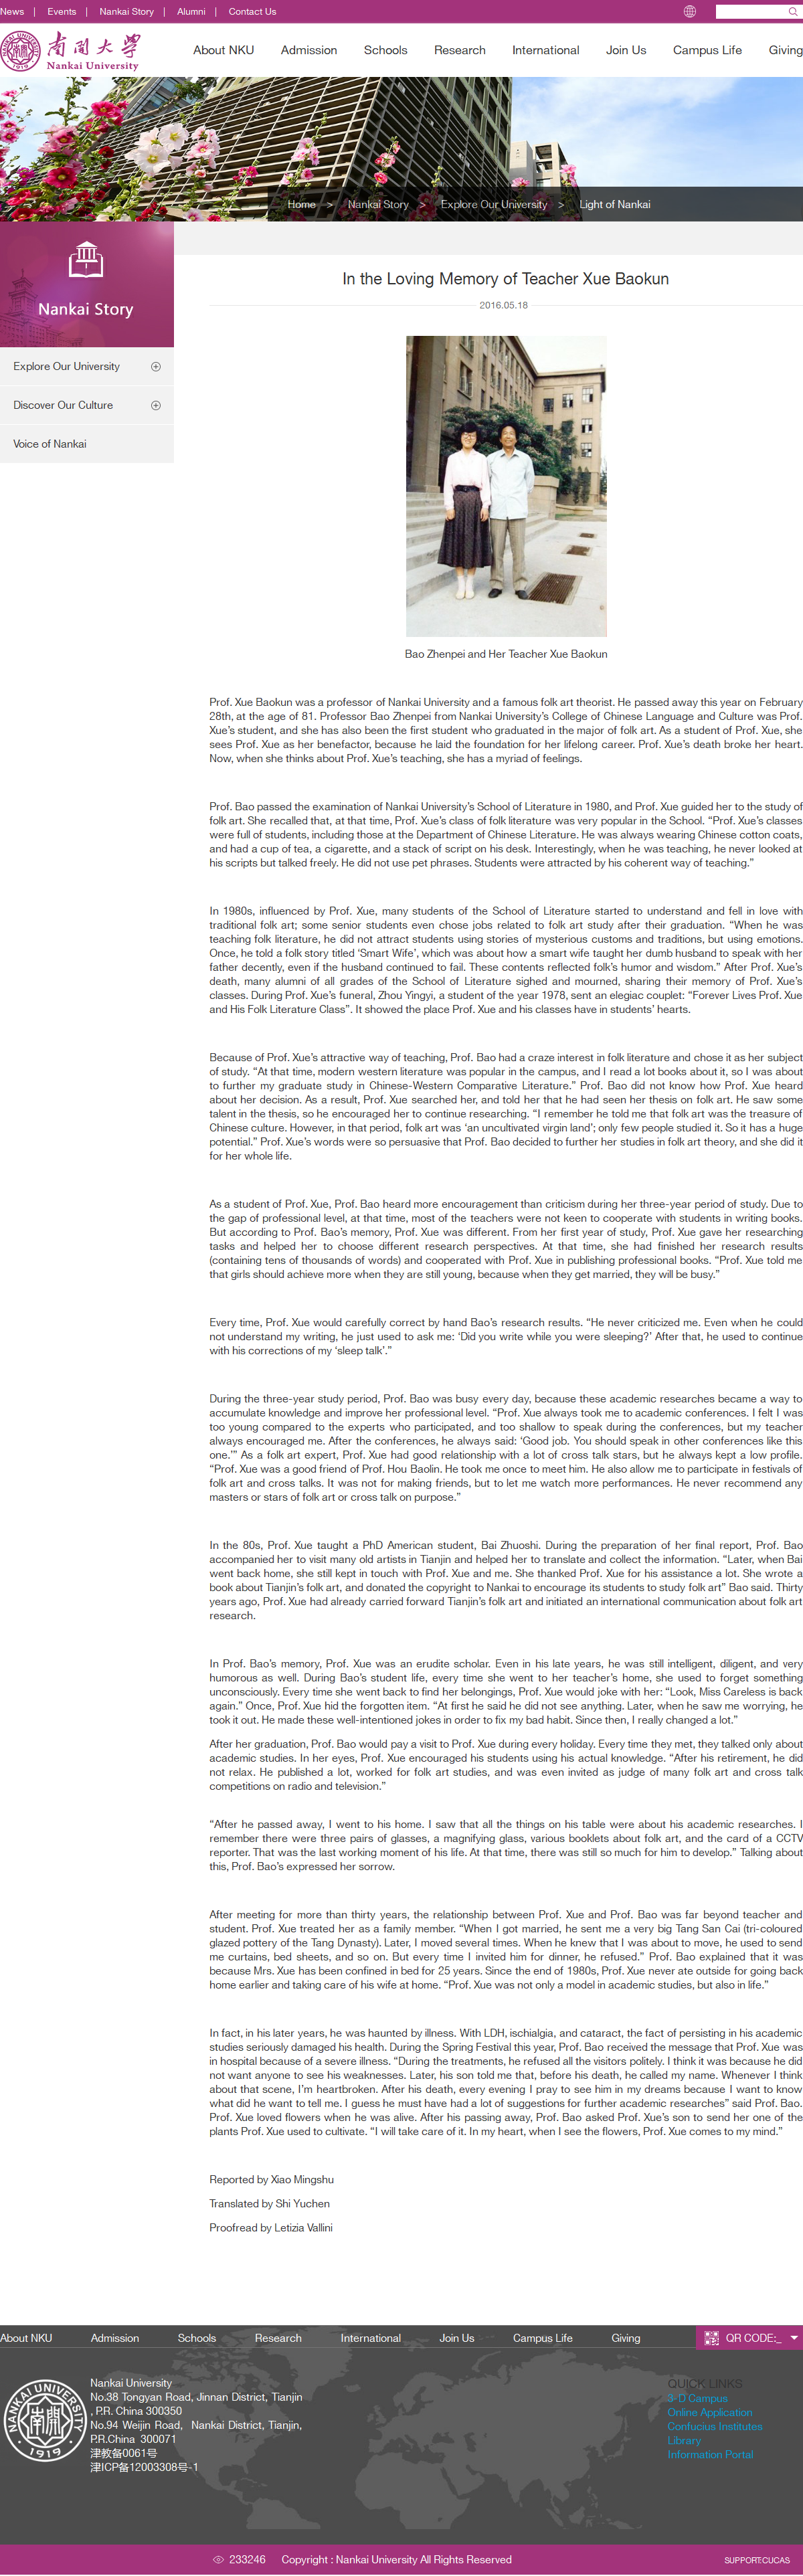 News | Events | Nankai Story | Alumni | Contact Us
南開大學
Nankai University
About NKU Admission Schools Research International Join Us Campus Life Giving
Home > Nankai Story > Explore Our University > Light of Nankai
Nankai Story
Explore Our University
Discover Our Culture
Voice of Nankai
In the Loving Memory of Teacher Xue Baokun
2016.05.18
Bao Zhenpei and Her Teacher Xue Baokun
Prof. Xue Baokun was a professor of Nankai University and a famous folk art theorist. He passed away this year on February
28th, at the age of 81. Professor Bao Zhenpei from Nankai University’s College of Chinese Language and Culture was Prof.
Xue’s student, and she has also been the first student who graduated in the major of folk art. As a student of Prof. Xue, she
sees Prof. Xue as her benefactor, because he laid the foundation for her lifelong career. Prof. Xue’s death broke her heart.
Now, when she thinks about Prof. Xue’s teaching, she has a myriad of feelings.
Prof. Bao passed the examination of Nankai University’s School of Literature in 1980, and Prof. Xue guided her to the study of
folk art. She recalled that, at that time, Prof. Xue’s class of folk literature was very popular in the School. “Prof. Xue’s classes
were full of students, including those at the Department of Chinese Literature. He was always wearing Chinese cotton coats,
and had a cup of tea, a cigarette, and a stack of script on his desk. Interestingly, when he was teaching, he never looked at
his scripts but talked freely. He did not use pet phrases. Students were attracted by his coherent way of teaching.”
In 1980s, influenced by Prof. Xue, many students of the School of Literature started to understand and fell in love with
traditional folk art; some senior students even chose jobs related to folk art study after their graduation. “When he was
teaching folk literature, he did not attract students using stories of mysterious customs and traditions, but using emotions.
Once, he told a folk story titled ‘Smart Wife’, which was about how a smart wife taught her dumb husband to speak with her
father decently, even if the husband continued to fail. These contents reflected folk’s humor and wisdom.” After Prof. Xue’s
death, many alumni of all grades of the School of Literature sighed and mourned, sharing their memory of Prof. Xue’s
classes. During Prof. Xue’s funeral, Zhou Yingyi, a student of the year 1978, sent an elegiac couplet: “Forever Lives Prof. Xue
and His Folk Literature Class”. It showed the place Prof. Xue and his classes have in students’ hearts.
Because of Prof. Xue’s attractive way of teaching, Prof. Bao had a craze interest in folk literature and chose it as her subject
of study. “At that time, modern western literature was popular in the campus, and I read a lot books about it, so I was about
to further my graduate study in Chinese-Western Comparative Literature.” Prof. Bao did not know how Prof. Xue heard
about her decision. As a result, Prof. Xue searched her, and told her that he had seen her thesis on folk art. He saw some
talent in the thesis, so he encouraged her to continue researching. “I remember he told me that folk art was the treasure of
Chinese culture. However, in that period, folk art was ‘an uncultivated virgin land’; only few people studied it. So it has a huge
potential.” Prof. Xue’s words were so persuasive that Prof. Bao decided to further her studies in folk art theory, and she did it
for her whole life.
As a student of Prof. Xue, Prof. Bao heard more encouragement than criticism during her three-year period of study. Due to
the gap of professional level, at that time, most of the teachers were not keen to cooperate with students in writing books.
But according to Prof. Bao’s memory, Prof. Xue was different. From her first year of study, Prof. Xue gave her researching
tasks and helped her to choose different research perspectives. At that time, she had finished her research results
(containing tens of thousands of words) and cooperated with Prof. Xue in publishing professional books. “Prof. Xue told me
that girls should achieve more when they are still young, because when they get married, they will be busy.”
Every time, Prof. Xue would carefully correct by hand Bao’s research results. “He never criticized me. Even when he could
not understand my writing, he just used to ask me: ‘Did you write while you were sleeping?’ After that, he used to continue
with his corrections of my ‘sleep talk’.”
During the three-year study period, Prof. Bao was busy every day, because these academic researches became a way to
accumulate knowledge and improve her professional level. “Prof. Xue always took me to academic conferences. I felt I was
too young compared to the experts who participated, and too shallow to speak during the conferences, but my teacher
always encouraged me. After the conferences, he always said: ‘Good job. You should speak in other conferences like this
one.’” As a folk art expert, Prof. Xue had good relationship with a lot of cross talk stars, but he always kept a low profile.
“Prof. Xue was a good friend of Prof. Hou Baolin. He took me once to meet him. He also allow me to participate in festivals of
folk art and cross talks. It was not for making friends, but to let me watch more performances. He never recommend any
masters or stars of folk art or cross talk on purpose.”
In the 80s, Prof. Xue taught a PhD American student, Bai Zhuoshi. During the preparation of her final report, Prof. Bao
accompanied her to visit many old artists in Tianjin and helped her to translate and collect the information. “Later, when Bai
went back home, she still kept in touch with Prof. Xue and me. She thanked Prof. Xue for his assistance a lot. She wrote a
book about Tianjin’s folk art, and donated the copyright to Nankai to encourage its students to study folk art” Bao said. Thirty
years ago, Prof. Xue had already carried forward Tianjin’s folk art and initiated an international communication about folk art
research.
In Prof. Bao’s memory, Prof. Xue was an erudite scholar. Even in his late years, he was still intelligent, diligent, and very
humorous as well. During Bao’s student life, every time she went to her teacher’s home, she used to forget something
unconsciously. Every time she went back to find her belongings, Prof. Xue would joke with her: “Look, Miss Careless is back
again.” Once, Prof. Xue hid the forgotten item. “At first he said he did not see anything. Later, when he saw me worrying, he
took it out. He made these well-intentioned jokes in order to fix my bad habit. Since then, I really changed a lot.”
After her graduation, Prof. Bao would pay a visit to Prof. Xue during every holiday. Every time they met, they talked only about
academic studies. In her eyes, Prof. Xue encouraged his students using his actual knowledge. “After his retirement, he did
not relax. He published a lot, worked for folk art studies, and was even invited as judge of many folk art and cross talk
competitions on radio and television.”
“After he passed away, I went to his home. I saw that all the things on his table were about his academic researches. I
remember there were three pairs of glasses, a magnifying glass, various booklets about folk art, and the card of a CCTV
reporter. That was the last working moment of his life. At that time, there was still so much for him to develop.” Talking about
this, Prof. Bao’s expressed her sorrow.
After meeting for more than thirty years, the relationship between Prof. Xue and Prof. Bao was far beyond teacher and
student. Prof. Xue treated her as a family member. “When I got married, he sent me a very big Tang San Cai (tri-coloured
glazed pottery of the Tang Dynasty). Later, I moved several times. When he knew that I was about to move, he used to send
me curtains, bed sheets, and so on. But every time I invited him for dinner, he refused.” Prof. Bao explained that it was
because Mrs. Xue has been confined in bed for 25 years. Since the end of 1980s, Prof. Xue never ate outside for going back
home earlier and taking care of his wife at home. “Prof. Xue was not only a model in academic studies, but also in life.”
In fact, in his later years, he was haunted by illness. With LDH, ischialgia, and cataract, the fact of persisting in his academic
studies seriously damaged his health. During the Spring Festival this year, Prof. Bao received the message that Prof. Xue was
in hospital because of a severe illness. “During the treatments, he refused all the visitors politely. I think it was because he did
not want anyone to see his weaknesses. Later, his son told me that, before his death, he called my name. Whenever I think
about that scene, I’m heartbroken. After his death, every evening I pray to see him in my dreams because I want to know
what did he want to tell me. I guess he must have had a lot of suggestions for further academic researches” said Prof. Bao.
Prof. Xue loved flowers when he was alive. After his passing away, Prof. Bao asked Prof. Xue’s son to send her one of the
plants Prof. Xue used to cultivate. “I will take care of it. In my heart, when I see the flowers, Prof. Xue comes to my mind.”
Reported by Xiao Mingshu
Translated by Shi Yuchen
Proofread by Letizia Vallini
About NKU Admission Schools Research International Join Us Campus Life Giving QR CODE:_
NANKAI UNIVERSITY
1919
Nankai University
No.38 Tongyan Road, Jinnan District, Tianjin
, P.R. China 300350
No.94 Weijin Road, Nankai District, Tianjin,
P.R.China 300071
津教备0061号
津ICP备12003308号-1
QUICK LINKS
3-D Campus
Online Application
Confucius Institutes
Library
Information Portal
233246 Copyright : Nankai University All Rights Reserved
SUPPORT:CUCAS